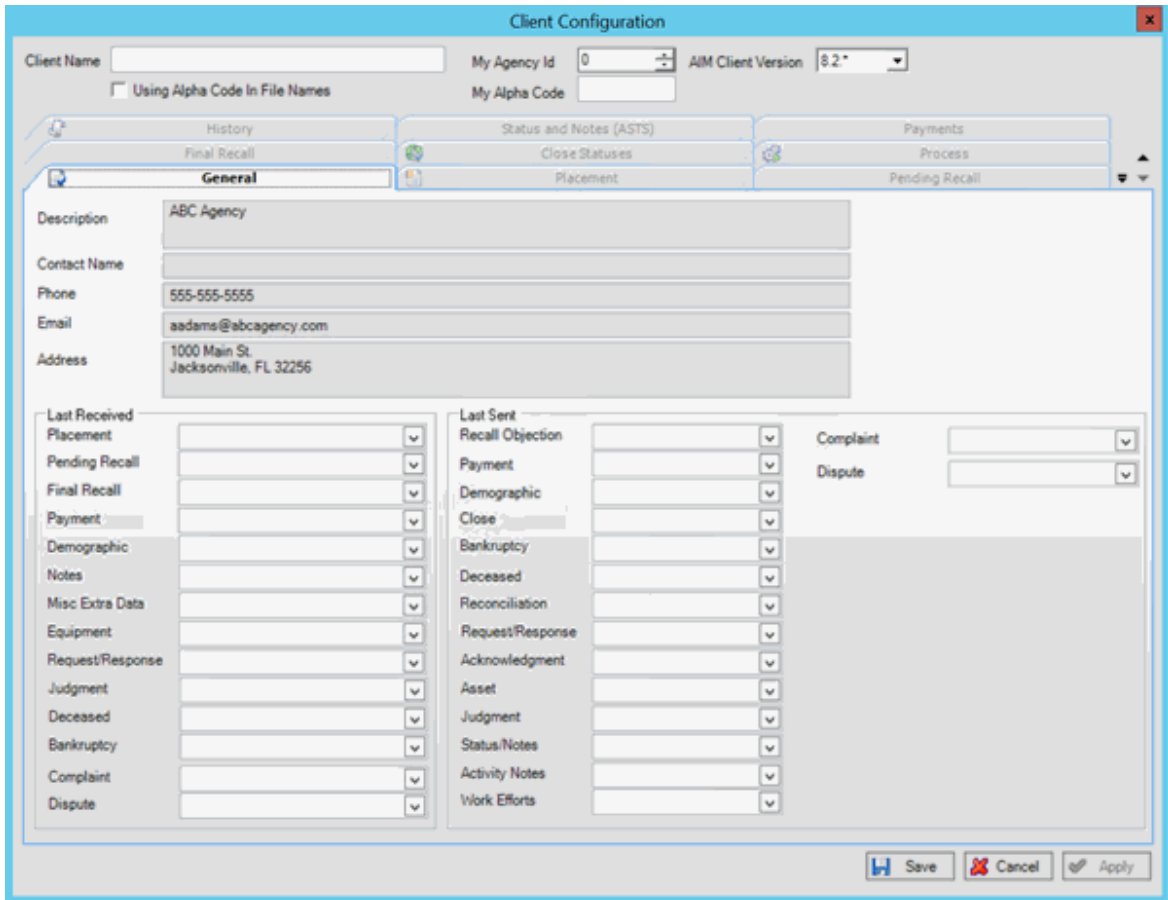 Client Configuration
x
Client Name
My Agency Id 0
AIM Client Version 8.2.*
Using Alpha Code In File Names
My Alpha Code
History
Status and Notes (ASTS)
Payments
Final Recall
Close Statuses
Process
General
Placement
Pending Recall
Description
ABC Agency
Contact Name
Phone
555-555-5555
Email
aadams@abcagency.com
Address
1000 Main St.
Jacksonville, FL 32256
Last Received
Placement
Pending Recall
Final Recall
Payment
Demographic
Notes
Misc Extra Data
Equipment
Request/Response
Judgment
Deceased
Bankruptcy
Complaint
Dispute
Last Sent
Recall Objection
Payment
Demographic
Close
Bankruptcy
Deceased
Reconciliation
Request/Response
Acknowledgment
Asset
Judgment
Status/Notes
Activity Notes
Work Efforts
Complaint
Dispute
Save
Cancel
Apply